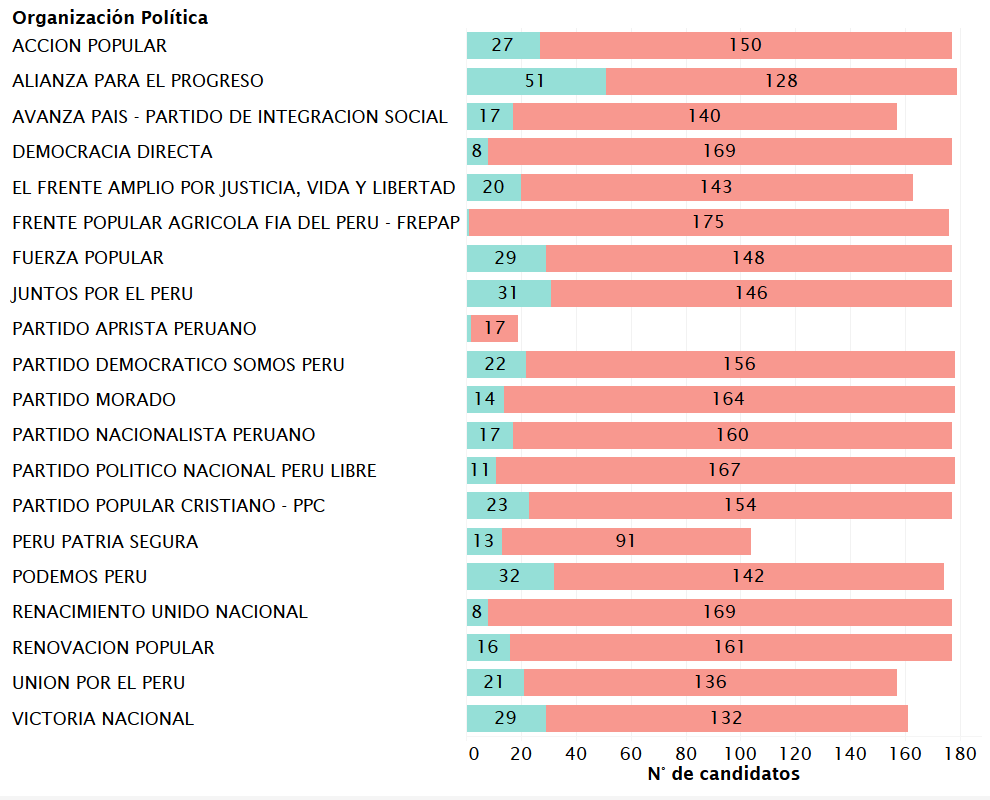 Organización Política
ACCION POPULAR 27 150
ALIANZA PARA EL PROGRESO 51 128
AVANZA PAIS - PARTIDO DE INTEGRACION SOCIAL 17 140
DEMOCRACIA DIRECTA 8 169
EL FRENTE AMPLIO POR JUSTICIA, VIDA Y LIBERTAD 20 143
FRENTE POPULAR AGRICOLA FIA DEL PERU - FREPAP 175
FUERZA POPULAR 29 148
JUNTOS POR EL PERU 31 146
PARTIDO APRISTA PERUANO 17
PARTIDO DEMOCRATICO SOMOS PERU 22 156
PARTIDO MORADO 14 164
PARTIDO NACIONALISTA PERUANO 17 160
PARTIDO POLITICO NACIONAL PERU LIBRE 11 167
PARTIDO POPULAR CRISTIANO - PPC 23 154
PERU PATRIA SEGURA 13 91
PODEMOS PERU 32 142
RENACIMIENTO UNIDO NACIONAL 8 169
RENOVACION POPULAR 16 161
UNION POR EL PERU 21 136
VICTORIA NACIONAL 29 132
0 20 40 60 80 100 120 140 160 180
N° de candidatos